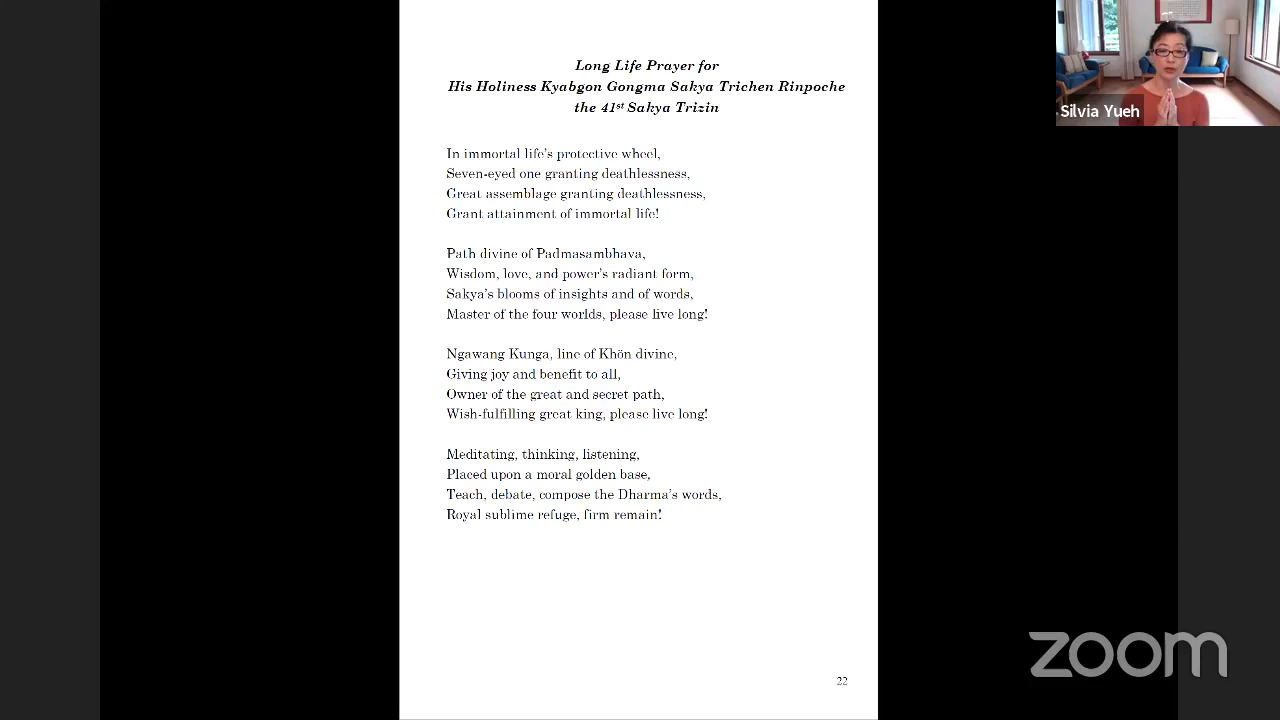 Long Life Prayer for
His Holiness Kyabgon Gongma Sakya Trichen Rinpoche
the 41st Sakya Trizin
In immortal life's protective wheel,
Seven-eyed one granting deathlessness,
Great assemblage granting deathlessness,
Grant attainment of immortal life!
Path divine of Padmasambhava,
Wisdom, love, and power's radiant form,
Sakya's blooms of insights and of words,
Master of the four worlds, please live long!
Ngawang Kunga, line of Khön divine,
Giving joy and benefit to all,
Owner of the great and secret path,
Wish-fulfilling great king, please live long!
Meditating, thinking, listening,
Placed upon a moral golden base,
Teach, debate, compose the Dharma's words,
Royal sublime refuge, firm remain!
22
Silvia Yueh
zoom